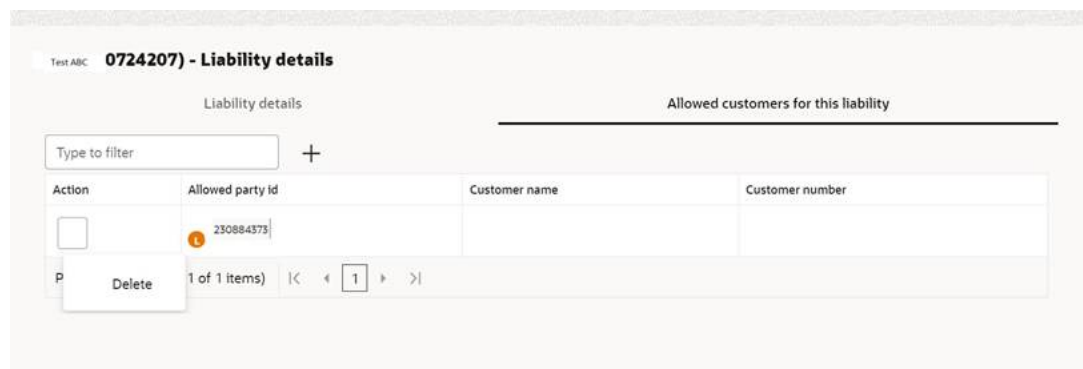 Test ABC 0724207) - Liability details
Liability details Allowed customers for this liability
Type to filter
Action Allowed party id Customer name Customer number
L 230884373
P 1 of 1 items) 1
Delete